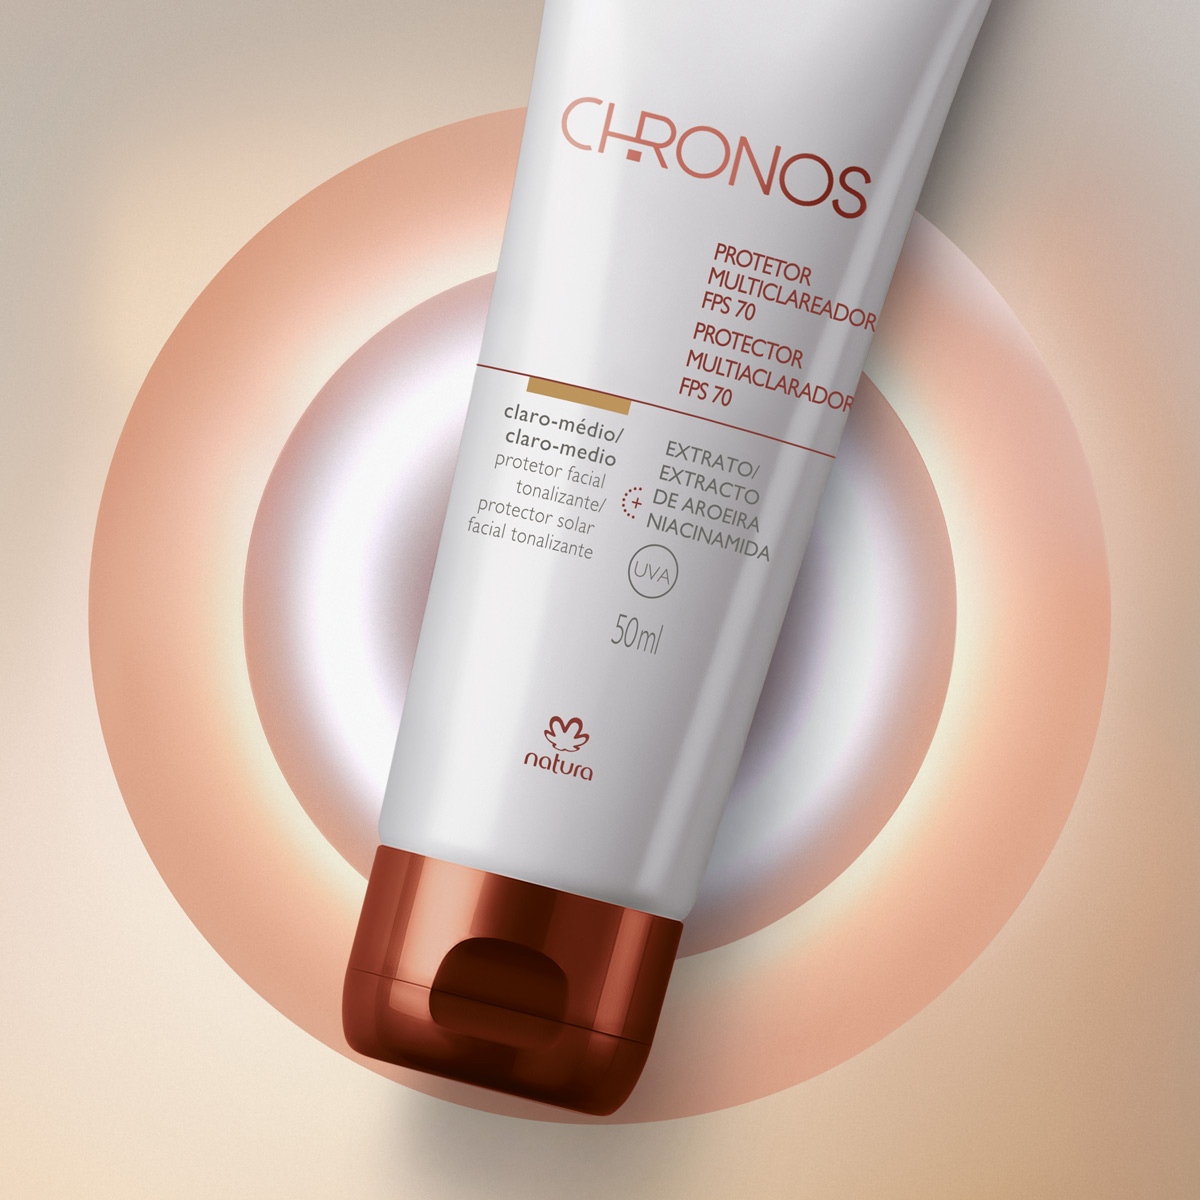 CHRONOS
PROTETOR
MULTICLAREADOR
FPS 70
PROTECTOR
MULTIACLARADOR
FPS 70
claro-médio/
claro-medio
protetor facial
tonalizante/
protector solar
facial tonalizante
EXTRATO/
EXTRACTO
DE AROEIRA
+ NIACINAMIDA
UVA
50ml
natura